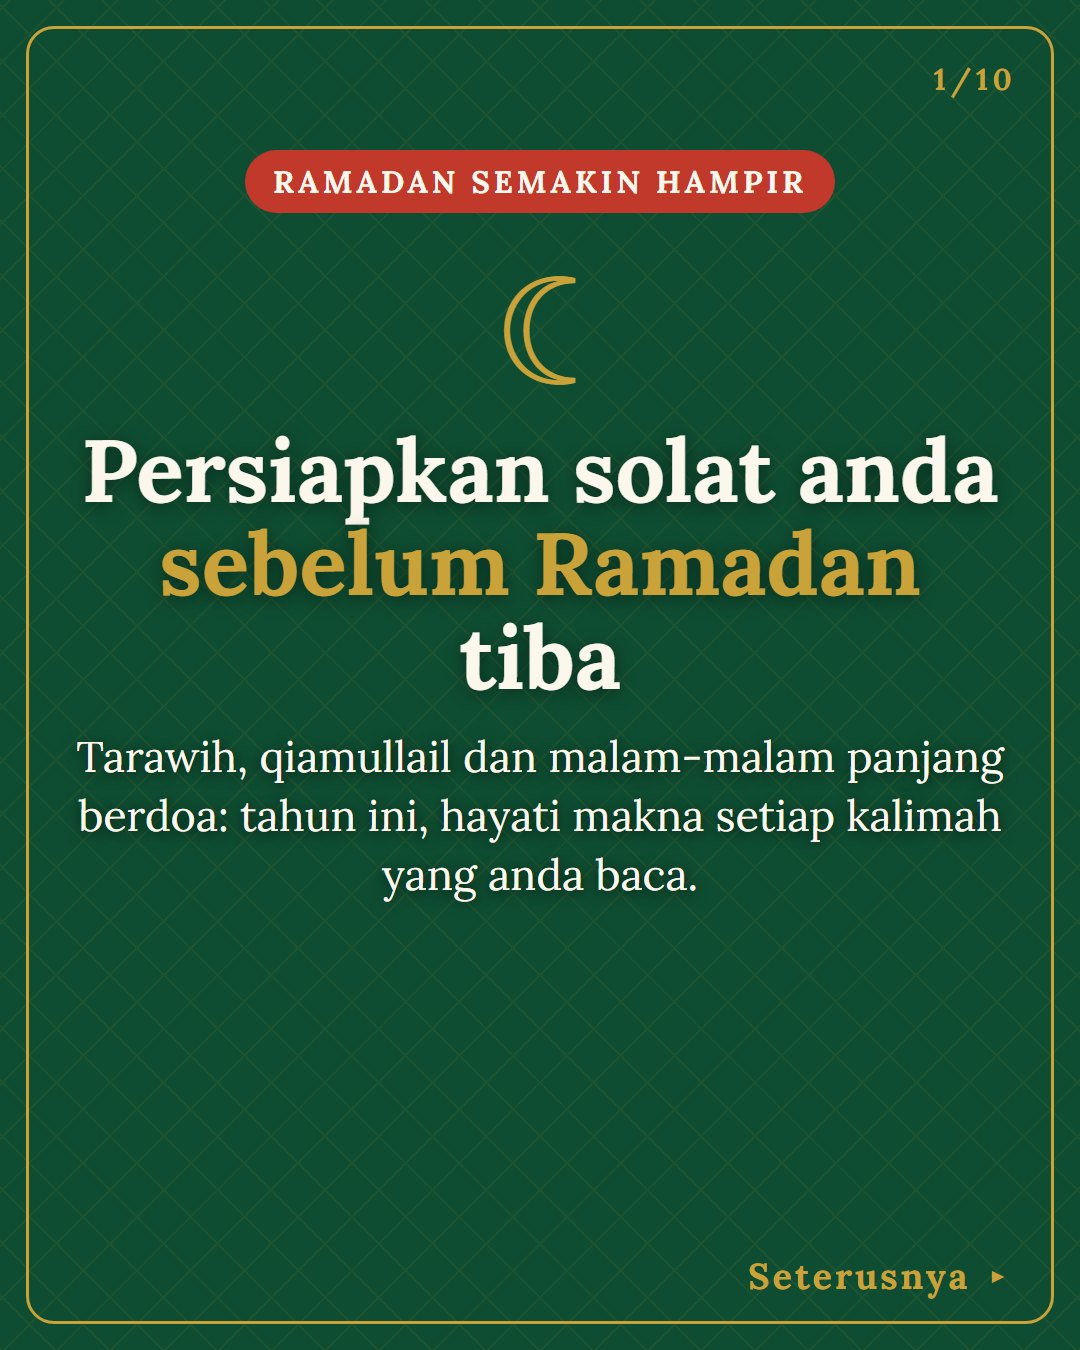 1/10
RAMADAN SEMAKIN HAMPIR
Persiapkan solat anda
sebelum Ramadan
tiba
Tarawih, qiamullail dan malam-malam panjang
berdoa: tahun ini, hayati makna setiap kalimah
yang anda baca.
Seterusnya ▸